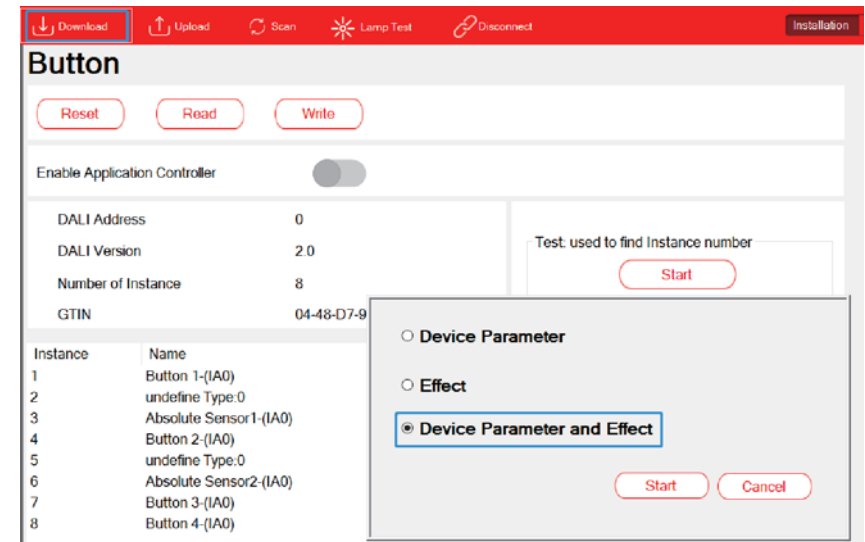 Download Upload Scan Lamp Test Disconnect Installation
Button
Reset Read Write
Enable Application Controller
DALI Address 0
DALI Version 2.0
Number of Instance 8
GTIN 04-48-D7-9
Test: used to find Instance number
Start
Instance Name
1 Button 1-(IA0)
2 undefine Type:0
3 Absolute Sensor1-(IA0)
4 Button 2-(IA0)
5 undefine Type:0
6 Absolute Sensor2-(IA0)
7 Button 3-(IA0)
8 Button 4-(IA0)
Device Parameter
Effect
Device Parameter and Effect
Start Cancel